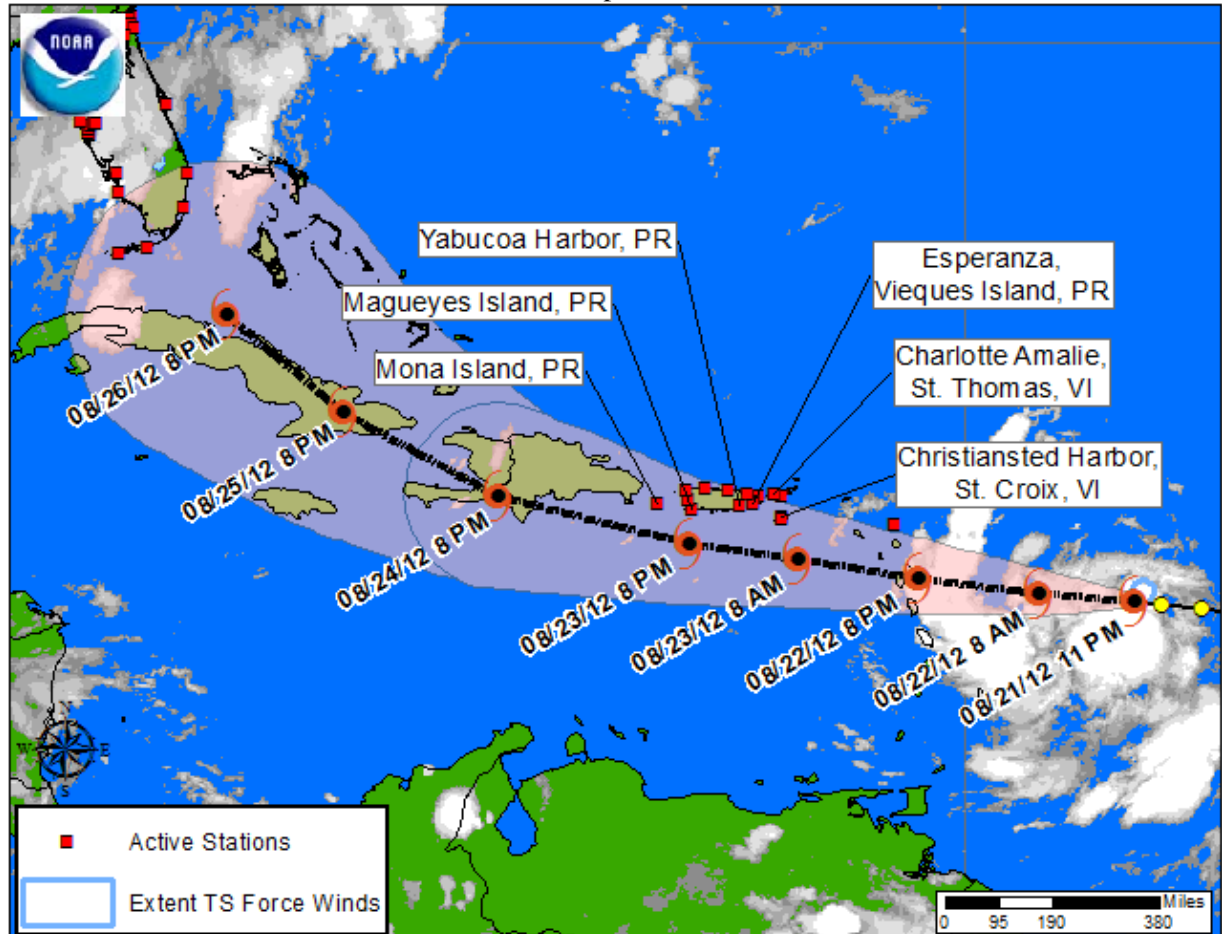 NOAA
Yabucoa Harbor, PR
Esperanza,
Vieques Island, PR
Magueyes Island, PR
Charlotte Amalie,
St. Thomas, VI
Mona Island, PR
Christiansted Harbor,
St. Croix, VI
08/26/12 8 PM
08/25/12 8 PM
08/24/12 8 PM
08/23/12 8 PM
08/23/12 8 AM
08/22/12 8 PM
08/22/12 8 AM
08/21/12 11 PM
N
W E
S
Active Stations
Extent TS Force Winds
Miles
0 95 190 380